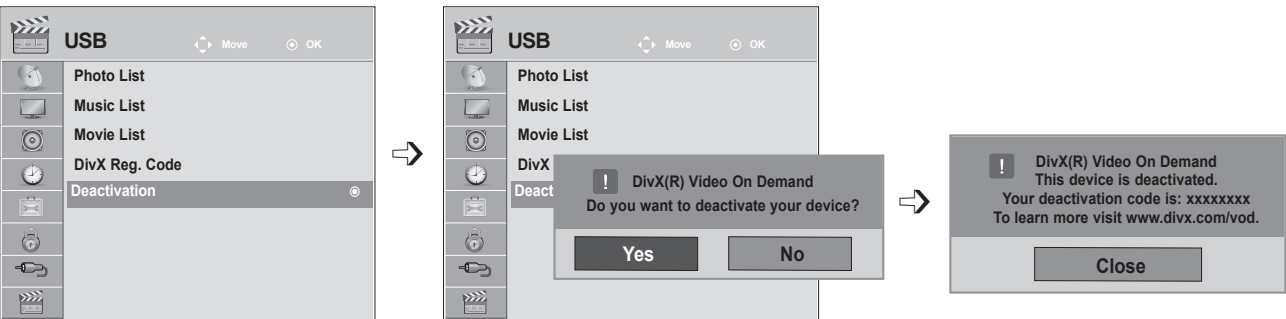 USB Move OK
Photo List
Music List
Movie List
DivX Reg. Code
Deactivation
USB Move OK
Photo List
Music List
Movie List
DivX
Deact
! DivX(R) Video On Demand
Do you want to deactivate your device?
Yes No
! DivX(R) Video On Demand
This device is deactivated.
Your deactivation code is: xxxxxxxx
To learn more visit www.divx.com/vod.
Close